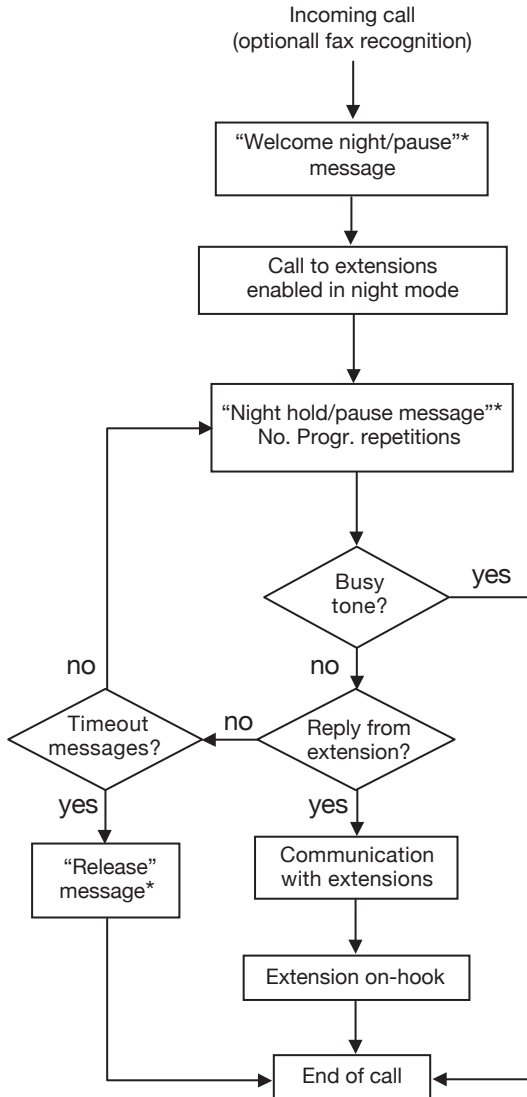 Incoming call
(optionall fax recognition)
“Welcome night/pause”*
message
Call to extensions
enabled in night mode
“Night hold/pause message”*
No. Progr. repetitions
Busy
tone?
yes
no
no
Timeout
messages?
no
Reply from
extension?
yes
yes
“Release”
message*
Communication
with extensions
Extension on-hook
End of call